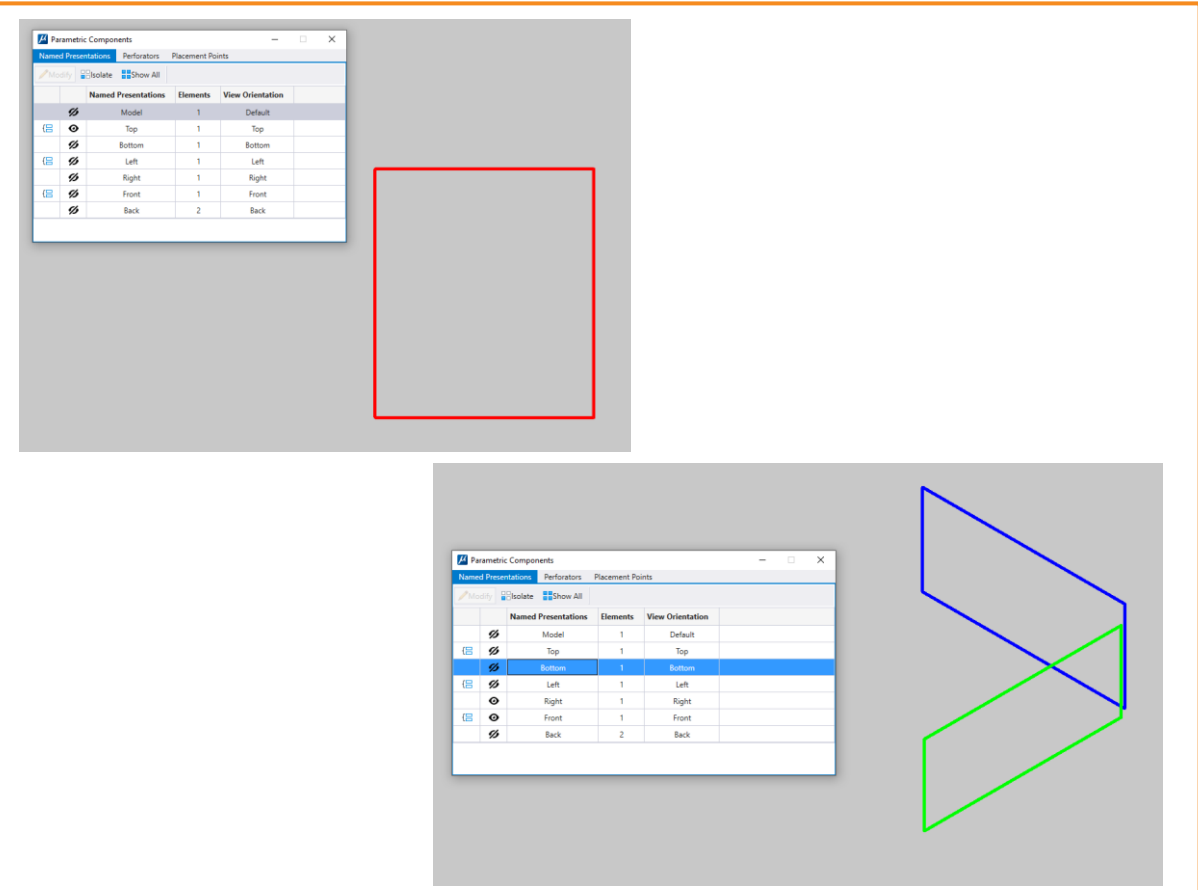 Parametric Components
Named Presentations Perforators Placement Points
Modify Isolate Show All
Named Presentations Elements View Orientation
Model 1 Default
Top 1 Top
Bottom 1 Bottom
Left 1 Left
Right 1 Right
Front 1 Front
Back 2 Back
Parametric Components
Named Presentations Perforators Placement Points
Modify Isolate Show All
Named Presentations Elements View Orientation
Model 1 Default
Top 1 Top
Bottom 1 Bottom
Left 1 Left
Right 1 Right
Front 1 Front
Back 2 Back